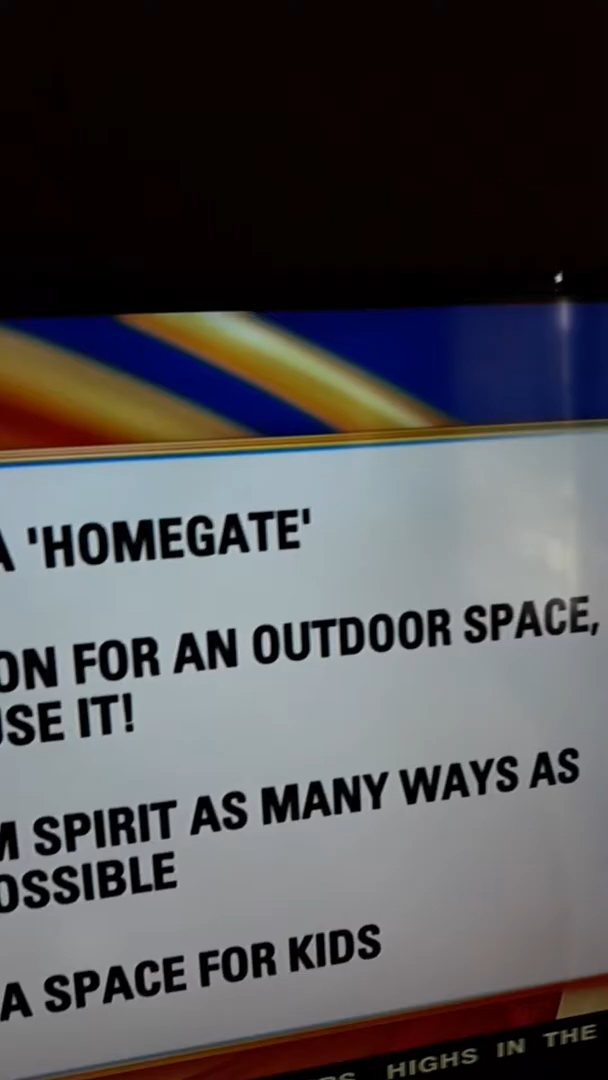 A 'HOMEGATE'
ON FOR AN OUTDOOR SPACE,
USE IT!
M SPIRIT AS MANY WAYS AS
OSSIBLE
A SPACE FOR KIDS
HIGHS IN THE